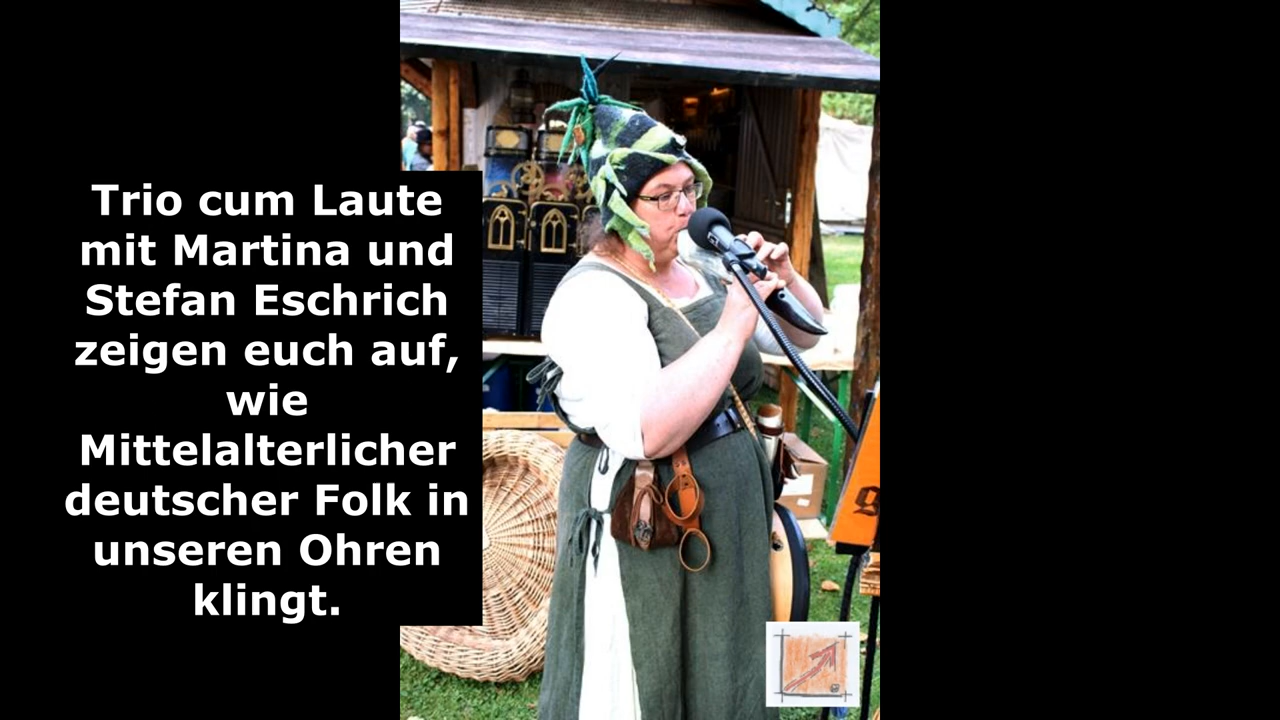 Trio cum Laute
mit Martina und
Stefan Eschrich
zeigen euch auf,
wie
Mittelalterlicher
deutscher Folk in
unseren Ohren
klingt.